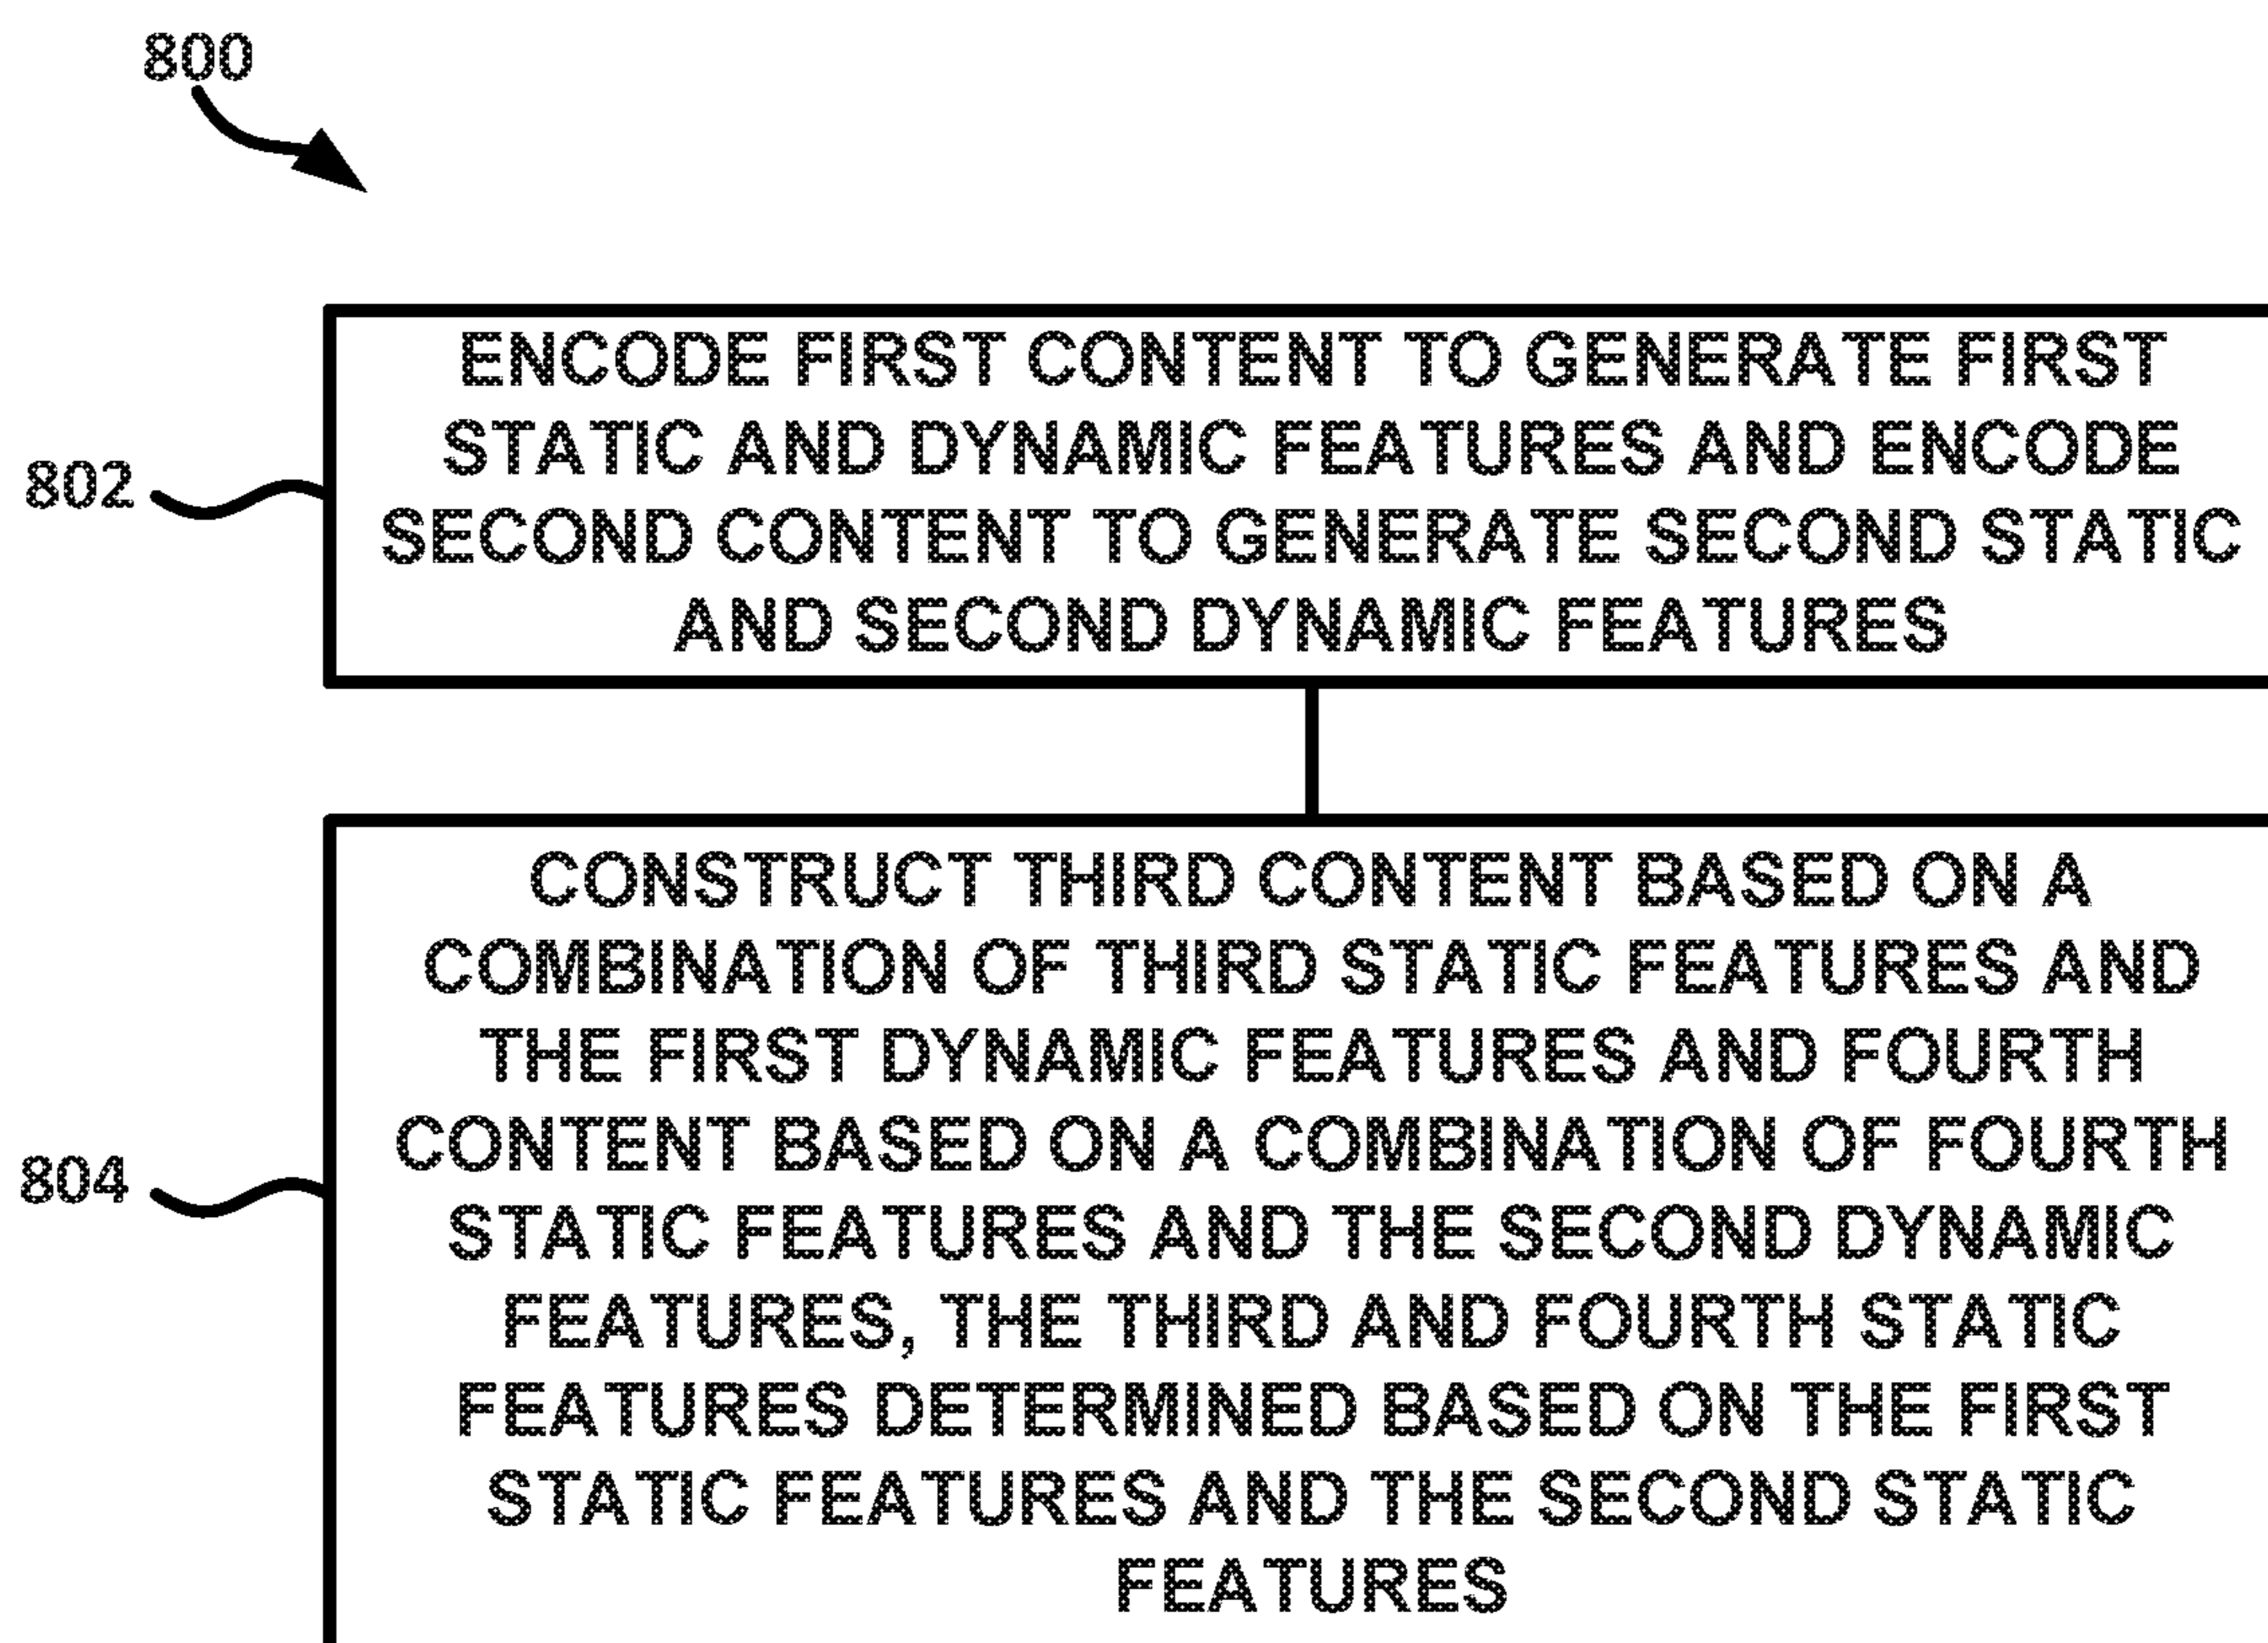 800
ENCODE FIRST CONTENT TO GENERATE FIRST
STATIC AND DYNAMIC FEATURES AND ENCODE
802
SECOND CONTENT TO GENERATE SECOND STATIC
AND SECOND DYNAMIC FEATURES
CONSTRUCT THIRD CONTENT BASED ON A
COMBINATION OF THIRD STATIC FEATURES AND
THE FIRST DYNAMIC FEATURES AND FOURTH
CONTENT BASED ON A COMBINATION OF FOURTH
804
STATIC FEATURES AND THE SECOND DYNAMIC
FEATURES, THE THIRD AND FOURTH STATIC
FEATURES DETERMINED BASED ON THE FIRST
STATIC FEATURES AND THE SECOND STATIC
FEATURES